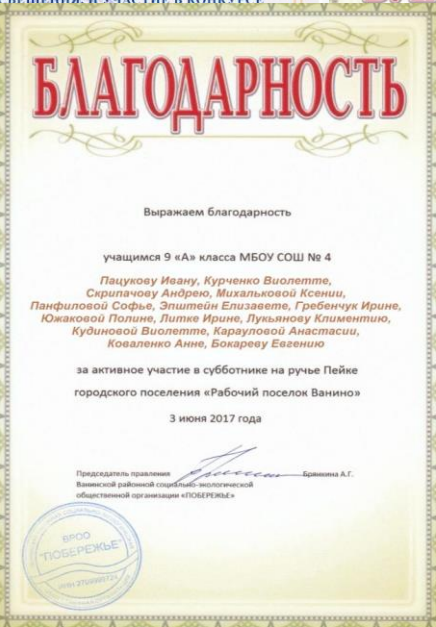 БЛАГОДАРНОСТЬ
Выражаем благодарность
учащимся 9 «А» класса МБОУ СОШ № 4
Пацукову Ивану, Курченко Виолетте,
Скрипачову Андрею, Михальковой Ксении,
Панфиловой Софье, Эпштейн Елизавете, Гребенчук Ирине,
Южаковой Полине, Литке Ирине, Лукьянову Климентию,
Кудиновой Виолетте, Карауловой Анастасии,
Коваленко Анне, Бокареву Евгению
за активное участие в субботнике на ручье Пейке
городского поселения «Рабочий поселок Ванино»
3 июня 2017 года
Председатель правления Брянкина А.Г.
Ванинской районной социально-экологической
общественной организации «ПОБЕРЕЖЬЕ»
ВРОО
"ПОБЕРЕЖЬЕ"